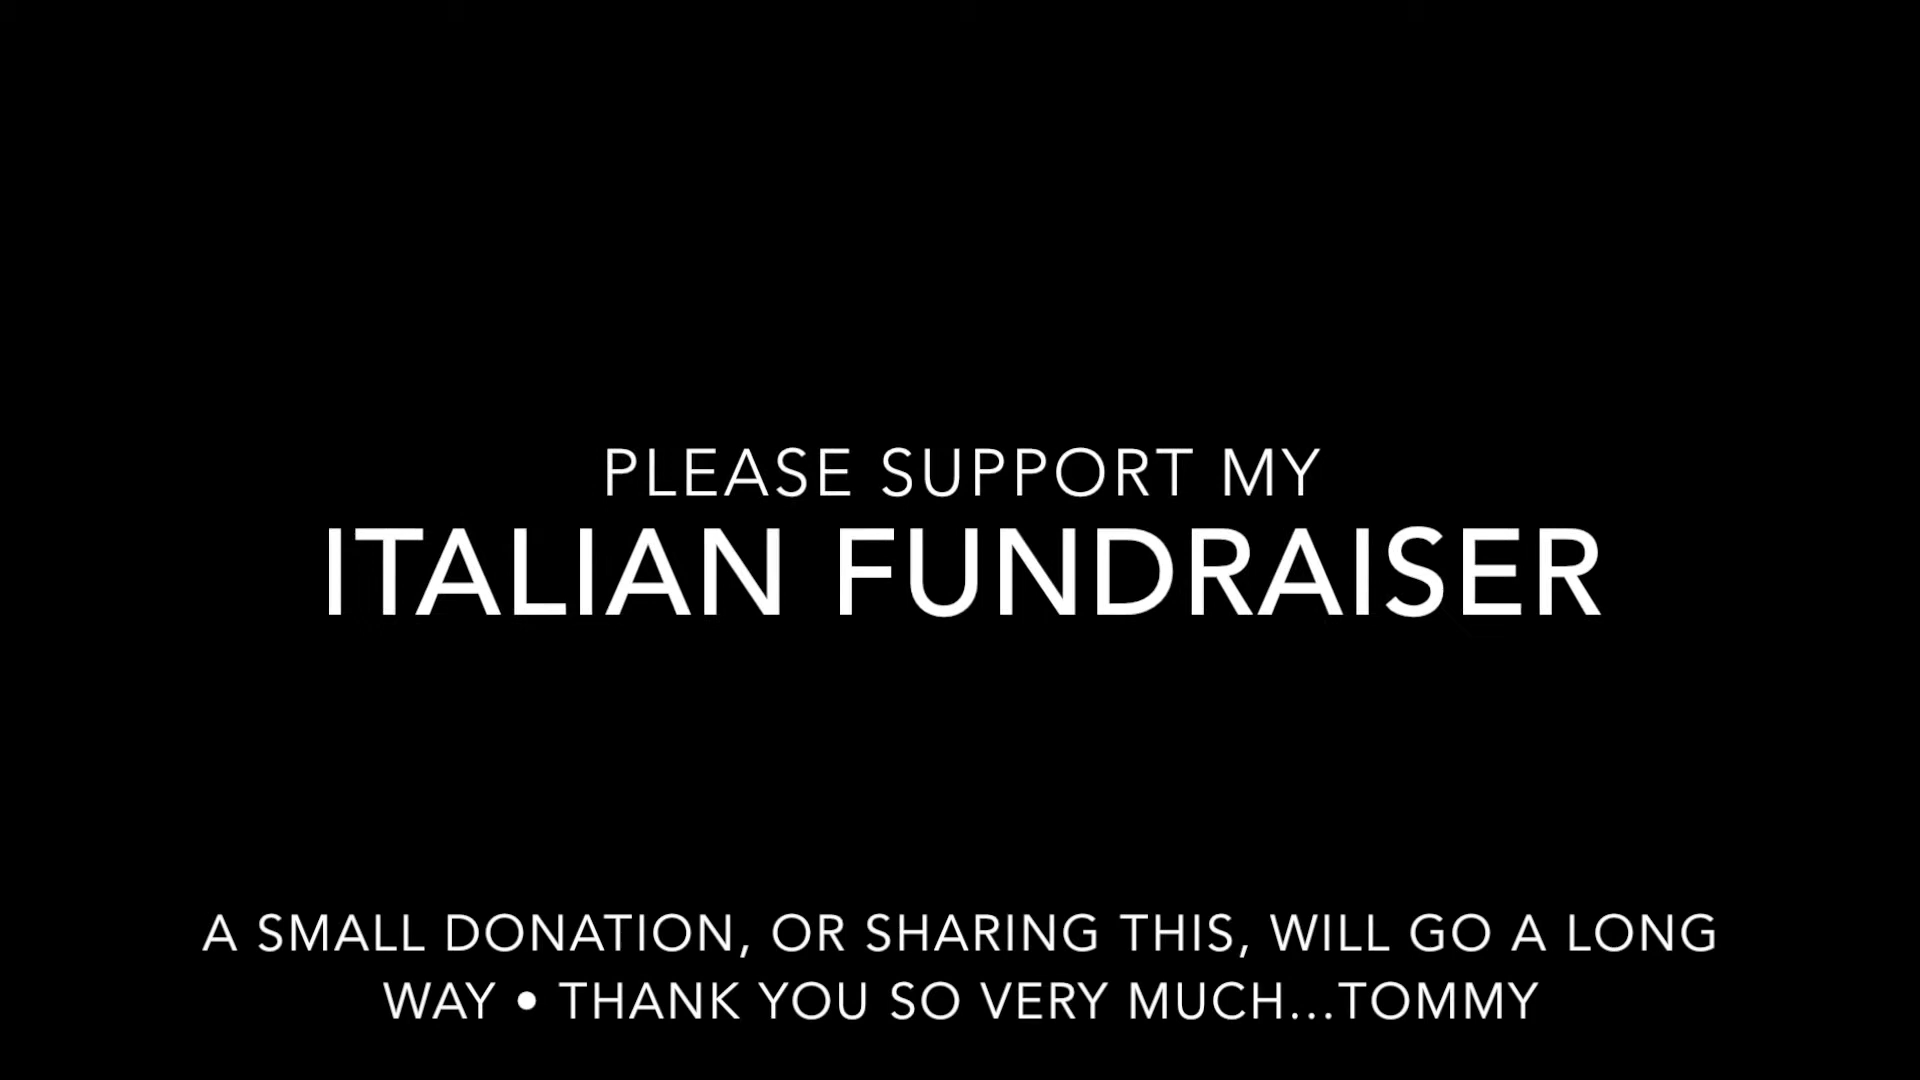 PLEASE SUPPORT MY
ITALIAN FUNDRAISER
A SMALL DONATION, OR SHARING THIS, WILL GO A LONG
WAY • THANK YOU SO VERY MUCH...TOMMY